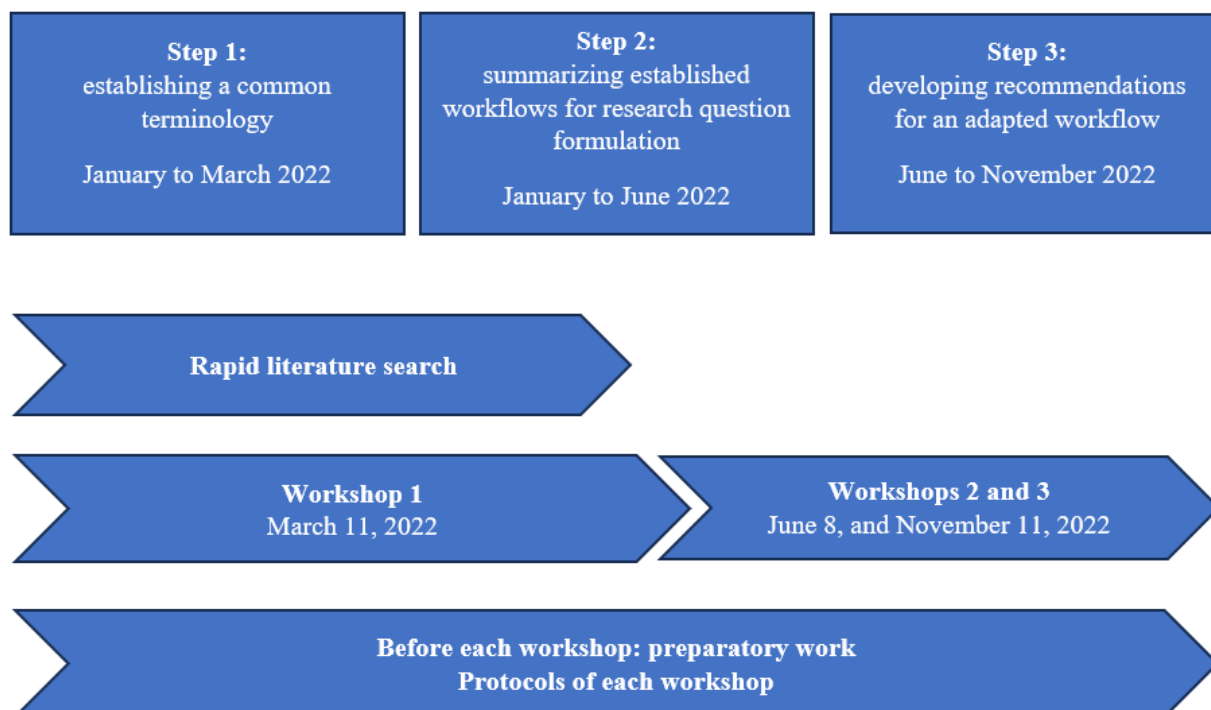 Step 1:
establishing a common
terminology
January to March 2022
Step 2:
summarizing established
workflows for research question
formulation
January to June 2022
Step 3:
developing recommendations
for an adapted workflow
June to November 2022
Rapid literature search
Workshop 1
March 11, 2022
Workshops 2 and 3
June 8, and November 11, 2022
Before each workshop: preparatory work
Protocols of each workshop